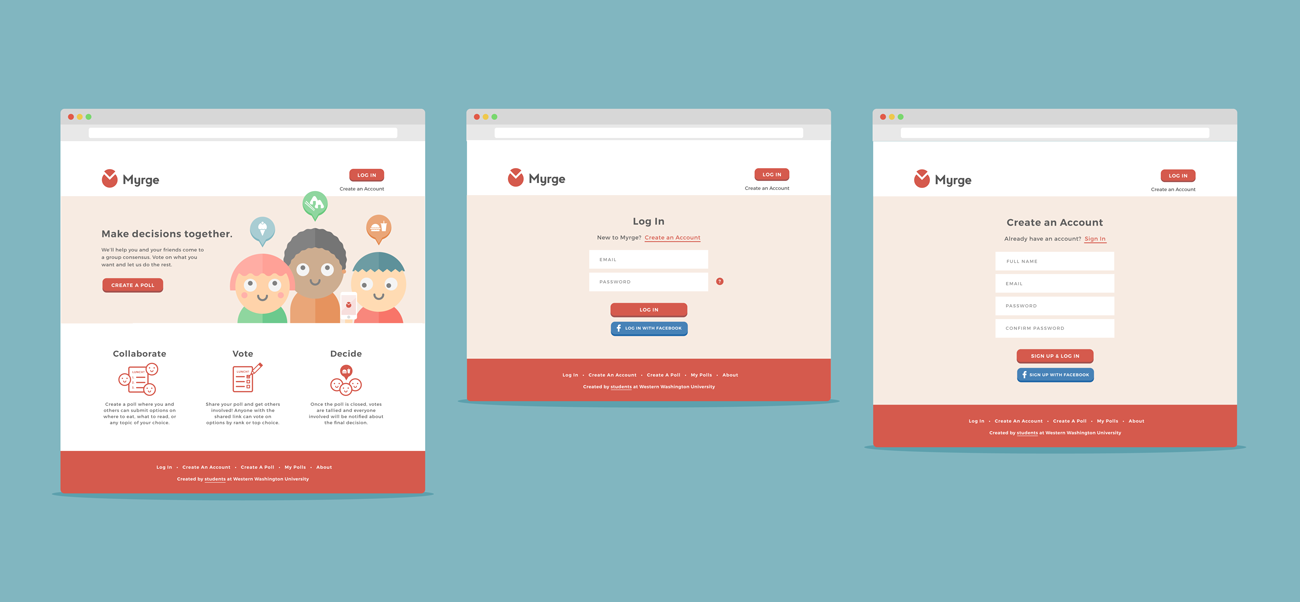 Myrge
LOG IN
Create an Account
Make decisions together.
We'll help you and your friends come to
a group consensus. Vote on what you
want and let us do the rest.
CREATE A POLL
Collaborate
Create a poll where you and
others can submit options on
where to eat, what to read, or
any topic of your choice.
Vote
Share your poll and get others
involved! Anyone with the
shared link can vote on
options by rank or top choice.
Decide
Once the poll is closed, votes
are tallied and everyone
involved will be notified about
the final decision.
Log In • Create An Account • Create A Poll • My Polls • About
Created by students at Western Washington University
Myrge
LOG IN
Create an Account
Log In
New to Myrge? Create an Account
EMAIL
PASSWORD
?
LOG IN
f LOG IN WITH FACEBOOK
Log In • Create An Account • Create A Poll • My Polls • About
Created by students at Western Washington University
Myrge
LOG IN
Create an Account
Create an Account
Already have an account? Sign In
FULL NAME
EMAIL
PASSWORD
CONFIRM PASSWORD
SIGN UP & LOG IN
f SIGN UP WITH FACEBOOK
Log In • Create An Account • Create A Poll • My Polls • About
Created by students at Western Washington University